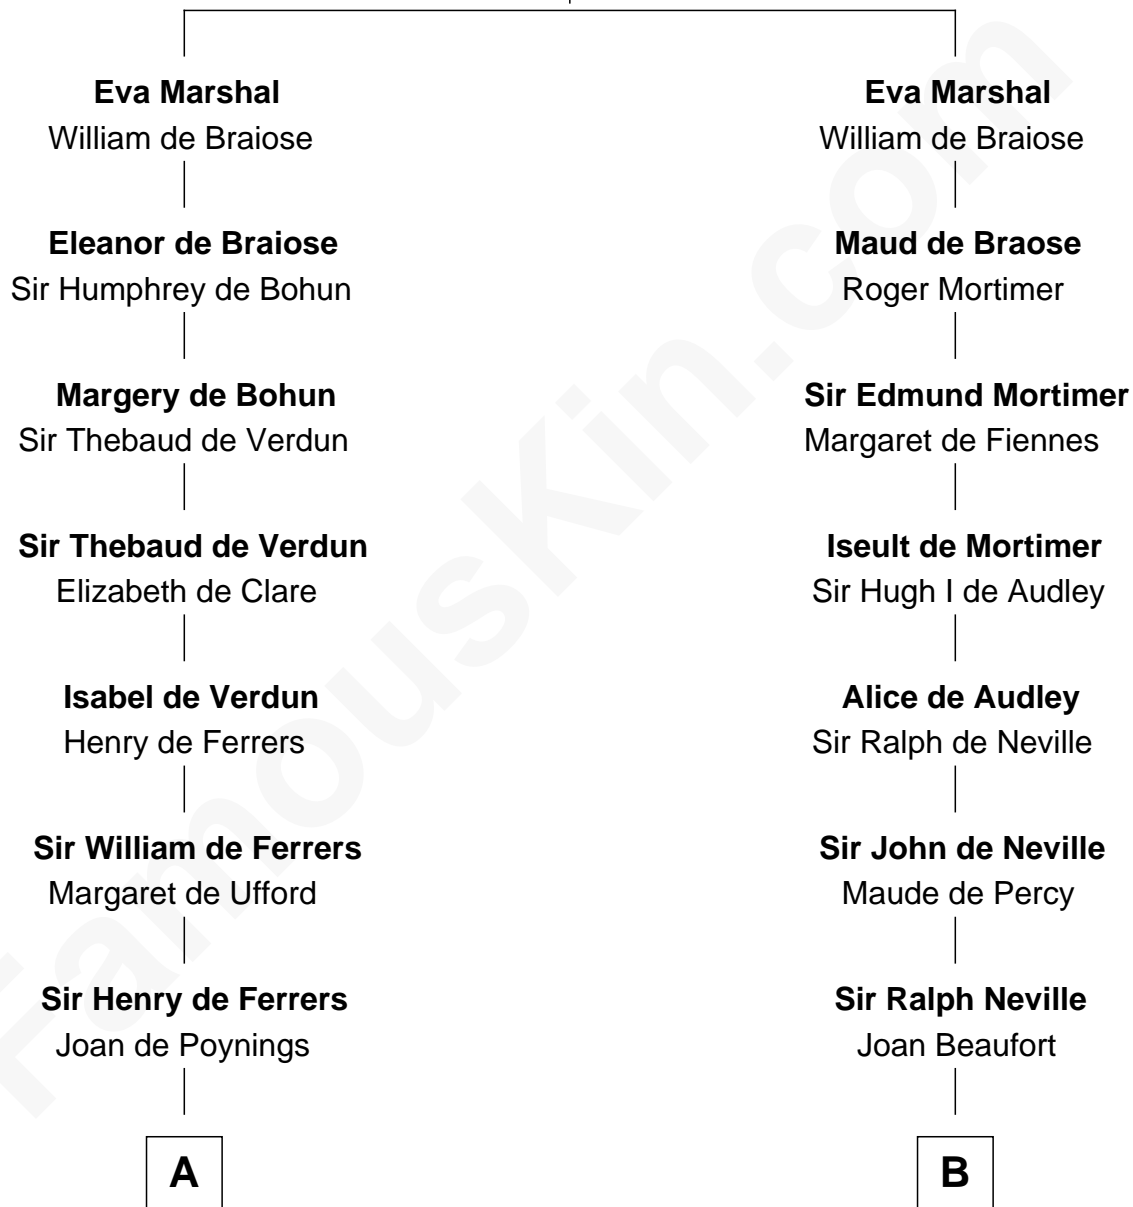 Eva Marshal
William de Braiose
Eleanor de Braiose
Sir Humphrey de Bohun
Margery de Bohun
Sir Thebaud de Verdun
Sir Thebaud de Verdun
Elizabeth de Clare
Isabel de Verdun
Henry de Ferrers
Sir William de Ferrers
Margaret de Ufford
Sir Henry de Ferrers
Joan de Poynings
A
Eva Marshal
William de Braiose
Maud de Braose
Roger Mortimer
Sir Edmund Mortimer
Margaret de Fiennes
Iseult de Mortimer
Sir Hugh I de Audley
Alice de Audley
Sir Ralph de Neville
Sir John de Neville
Maude de Percy
Sir Ralph Neville
Joan Beaufort
B
FamousKin.com